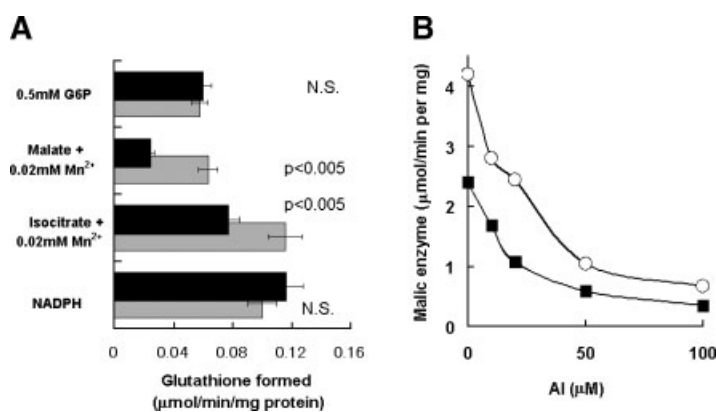 A
0.5mM G6P
N.S.
Malate +
0.02mM Mn²⁺
p<0.005
p<0.005
Isocitrate +
0.02mM Mn²⁺
NADPH
N.S.
0
0.04
0.08
0.12
0.16
Glutathione formed
(μmol/min/mg protein)
B
Malic enzyme (μmol/min per mg)
4
3
2
1
0
0
50
100
Al (μM)